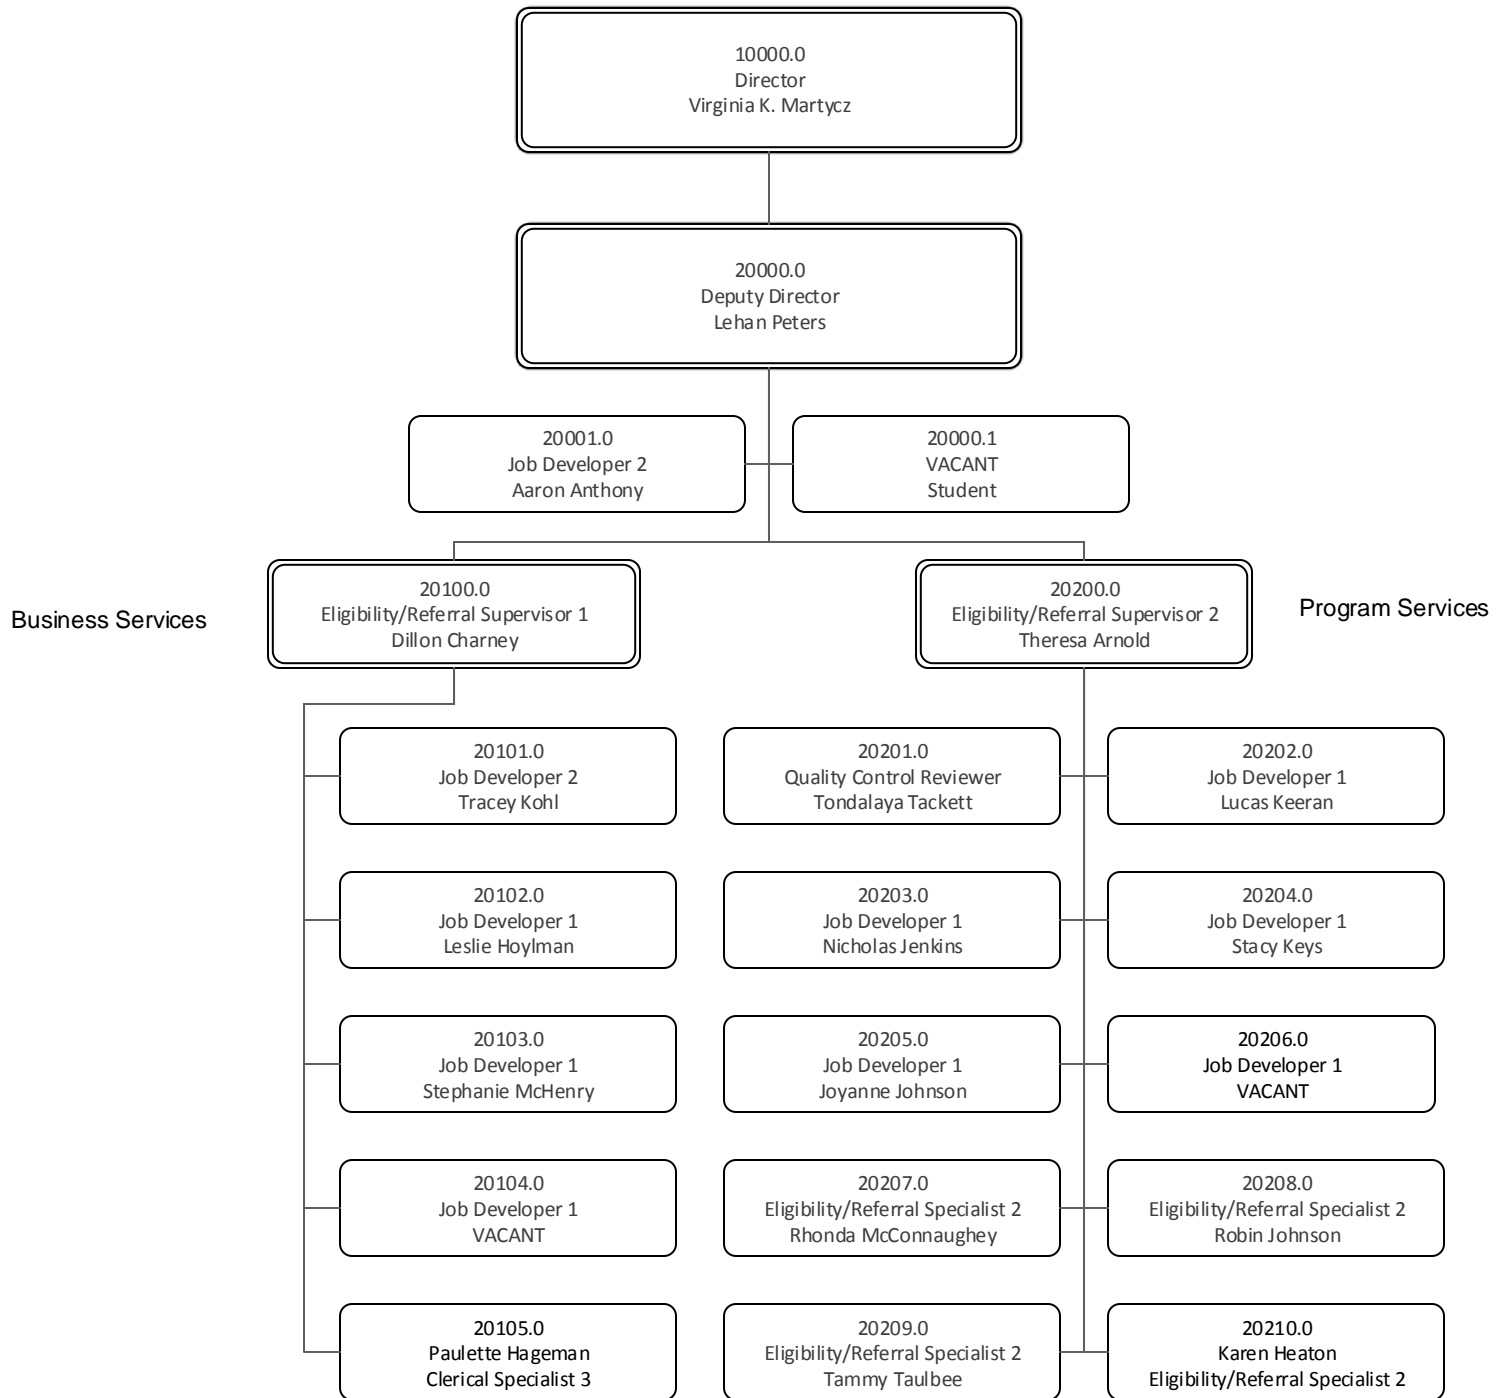 10000.0
Director
Virginia K. Martycz
20000.0
Deputy Director
Lehan Peters
20001.0
Job Developer 2
Aaron Anthony
20000.1
VACANT
Student
Business Services
20100.0
Eligibility/Referral Supervisor 1
Dillon Charney
20200.0
Eligibility/Referral Supervisor 2
Theresa Arnold
Program Services
20101.0
Job Developer 2
Tracey Kohl
20201.0
Quality Control Reviewer
Tondalaya Tackett
20202.0
Job Developer 1
Lucas Keeran
20102.0
Job Developer 1
Leslie Hoylman
20203.0
Job Developer 1
Nicholas Jenkins
20204.0
Job Developer 1
Stacy Keys
20103.0
Job Developer 1
Stephanie McHenry
20205.0
Job Developer 1
Joyanne Johnson
20206.0
Job Developer 1
VACANT
20104.0
Job Developer 1
VACANT
20207.0
Eligibility/Referral Specialist 2
Rhonda McConnaughey
20208.0
Eligibility/Referral Specialist 2
Robin Johnson
20105.0
Paulette Hageman
Clerical Specialist 3
20209.0
Eligibility/Referral Specialist 2
Tammy Taulbee
20210.0
Karen Heaton
Eligibility/Referral Specialist 2